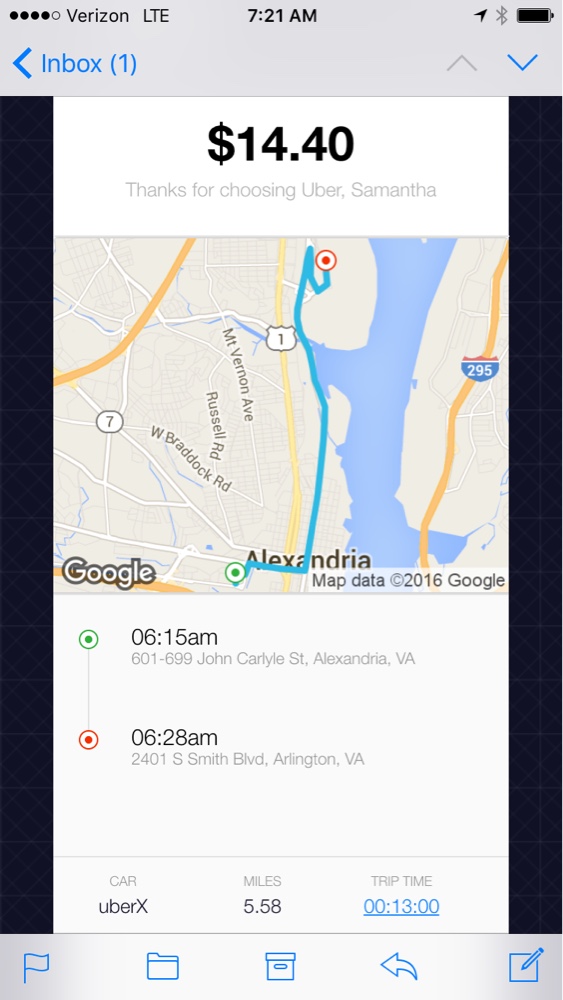 Verizon LTE 7:21 AM
Inbox (1)
$14.40
Thanks for choosing Uber, Samantha
1
Mt Vernon Ave
295
Russell Rd
7
W Braddock Rd
Alexandria
Google
Map data ©2016 Google
06:15am
601-699 John Carlyle St, Alexandria, VA
06:28am
2401 S Smith Blvd, Arlington, VA
CAR MILES TRIP TIME
uberX 5.58 00:13:00